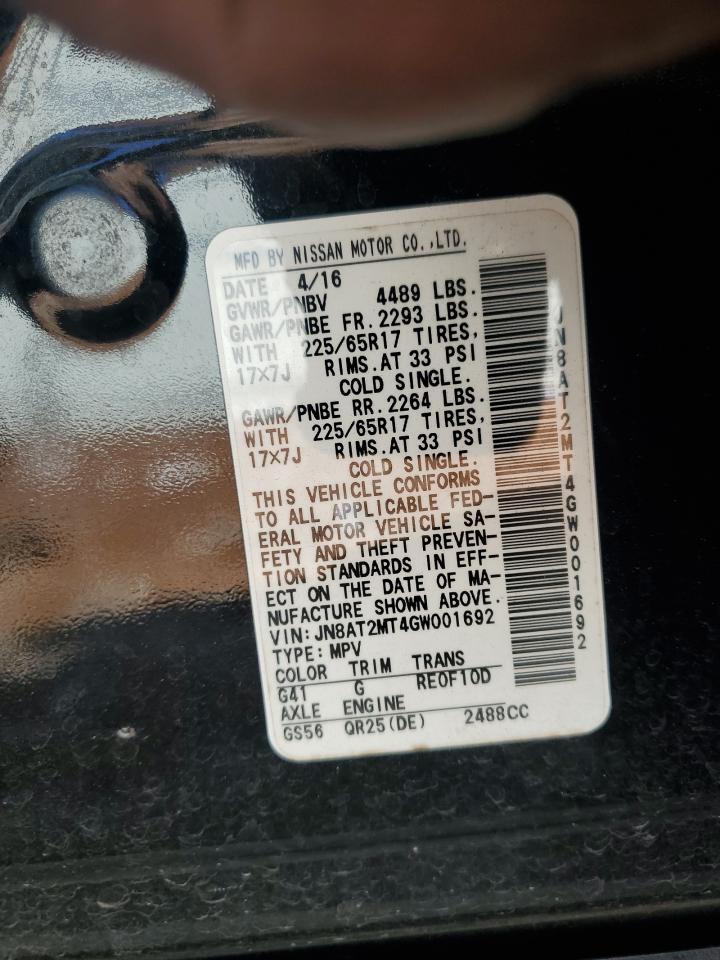 MFD BY NISSAN MOTOR CO.,LTD.
DATE 4/16
GVWR/PNBV 4489 LBS.
GAWR/PNBE FR.2293 LBS.
WITH 225/65R17 TIRES,
17×7J RIMS.AT 33 PSI
COLD SINGLE.
GAWR/PNBE RR.2264 LBS.
WITH 225/65R17 TIRES,
17×7J RIMS.AT 33 PSI
COLD SINGLE.
THIS VEHICLE CONFORMS
TO ALL APPLICABLE FED-
ERAL MOTOR VEHICLE SA-
FETY AND THEFT PREVEN-
TION STANDARDS IN EFF-
ECT ON THE DATE OF MA-
NUFACTURE SHOWN ABOVE.
VIN:JN8AT2MT4GW001692
TYPE:MPV
COLOR TRIM TRANS
G41 G RE0F10D
AXLE ENGINE
GS56 QR25(DE) 2488CC
JN8AT2MT4GW001692